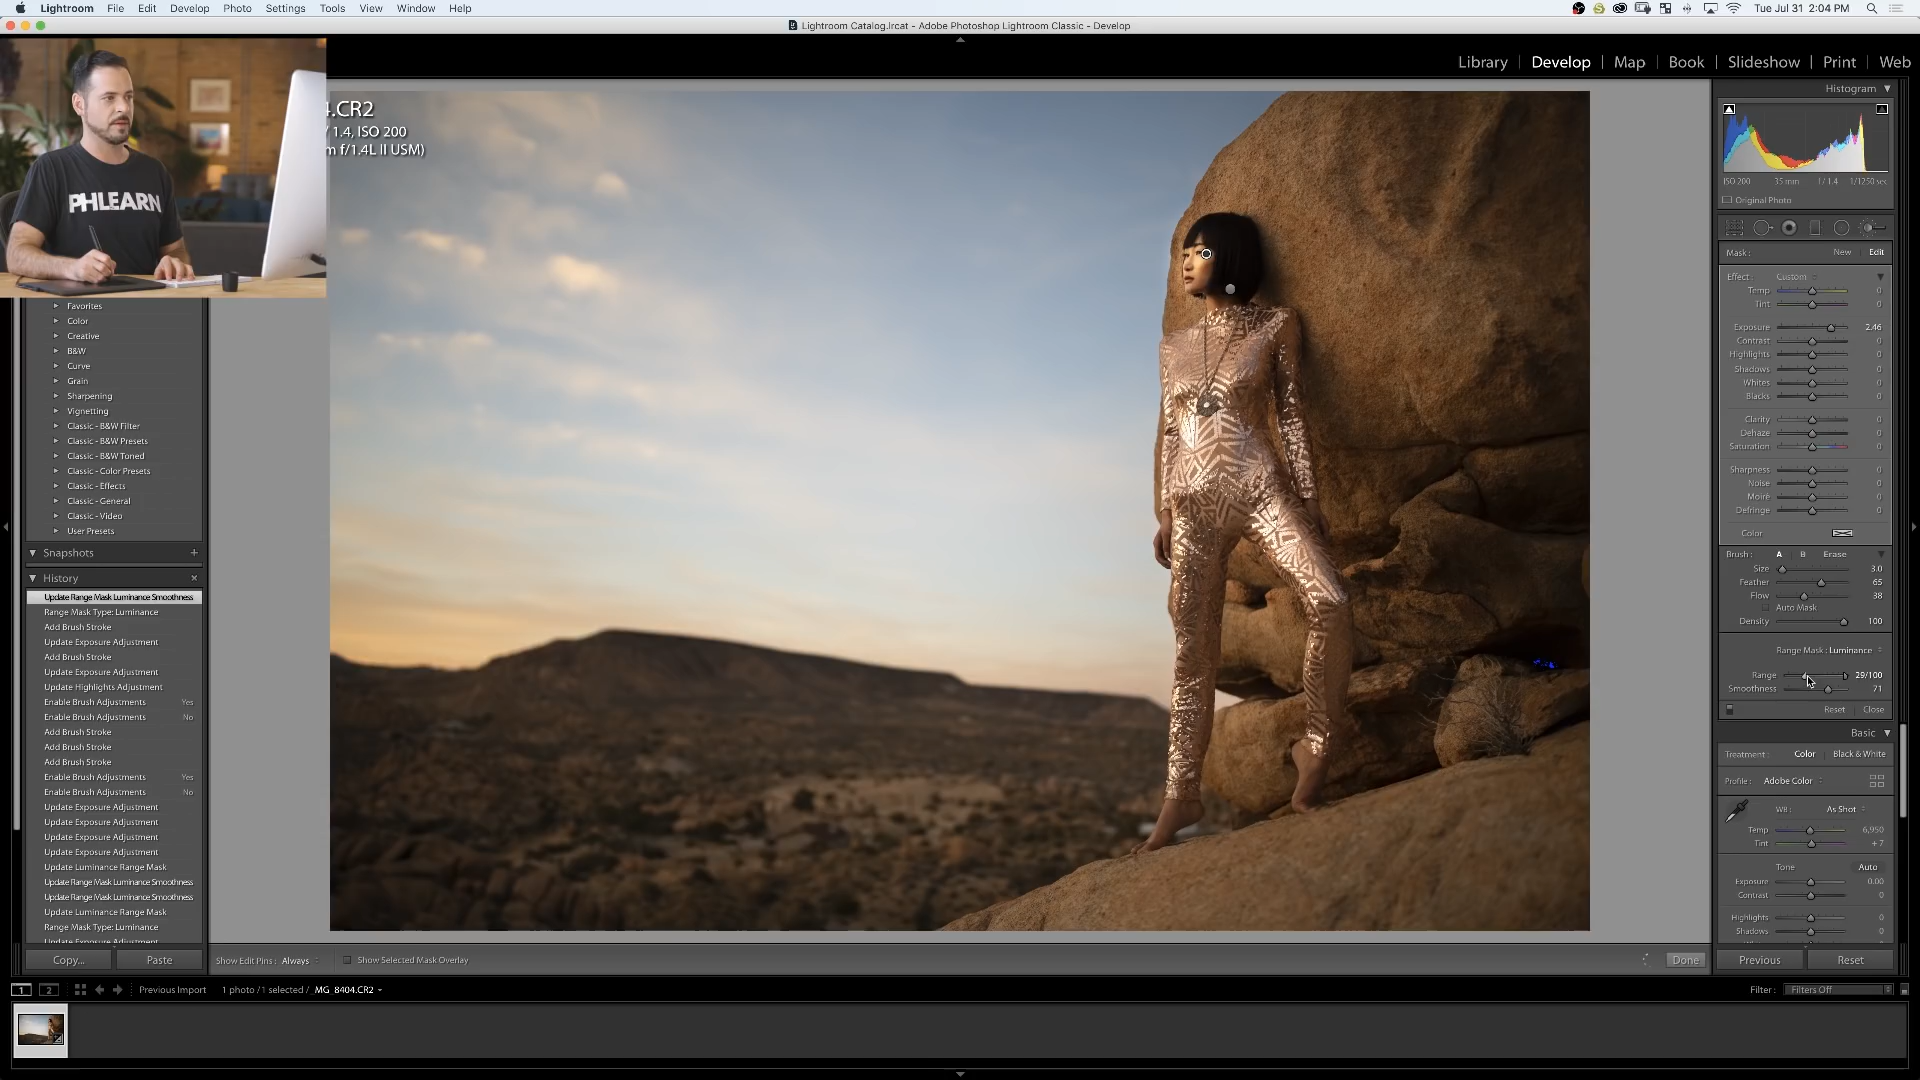 Lightroom File Edit Develop Photo Settings Tools View Window Help
Tue Jul 31 2:04 PM
Lightroom Catalog.lrcat - Adobe Photoshop Lightroom Classic - Develop
Library | Develop | Map | Book | Slideshow | Print | Web
PHLEARN
4.CR2
/ 1.4, ISO 200
m f/1.4L II USM)
Favorites
Color
Creative
B&W
Curve
Grain
Sharpening
Vignetting
Classic - B&W Filter
Classic - B&W Presets
Classic - B&W Toned
Classic - Color Presets
Classic - Effects
Classic - General
Classic - Video
User Presets
Snapshots +
History ×
Update Range Mask Luminance Smoothness
Range Mask Type: Luminance
Add Brush Stroke
Update Exposure Adjustment
Add Brush Stroke
Update Exposure Adjustment
Update Highlights Adjustment
Enable Brush Adjustments Yes
Enable Brush Adjustments No
Add Brush Stroke
Add Brush Stroke
Add Brush Stroke
Enable Brush Adjustments Yes
Enable Brush Adjustments No
Update Exposure Adjustment
Update Exposure Adjustment
Update Exposure Adjustment
Update Exposure Adjustment
Update Luminance Range Mask
Update Range Mask Luminance Smoothness
Update Range Mask Luminance Smoothness
Update Luminance Range Mask
Range Mask Type: Luminance
Update Exposure Adjustment
Copy... Paste
Show Edit Pins : Always
Show Selected Mask Overlay
Done
Histogram
ISO 200 35 mm f / 1.4 1/1250 sec
Original Photo
Mask : New Edit
Effect : Custom
Temp 0
Tint 0
Exposure 2.46
Contrast 0
Highlights 0
Shadows 0
Whites 0
Blacks 0
Clarity 0
Dehaze 0
Saturation 0
Sharpness 0
Noise 0
Moiré 0
Defringe 0
Color
Brush : A B Erase
Size 3.0
Feather 65
Flow 38
Auto Mask
Density 100
Range Mask : Luminance
Range 29/100
Smoothness 71
Reset Close
Basic
Treatment : Color Black & White
Profile : Adobe Color
WB : As Shot
Temp 6,950
Tint + 7
Tone Auto
Exposure 0.00
Contrast 0
Highlights 0
Shadows 0
Previous Reset
1 2 Previous Import 1 photo / 1 selected / _MG_8404.CR2
Filter : Filters Off